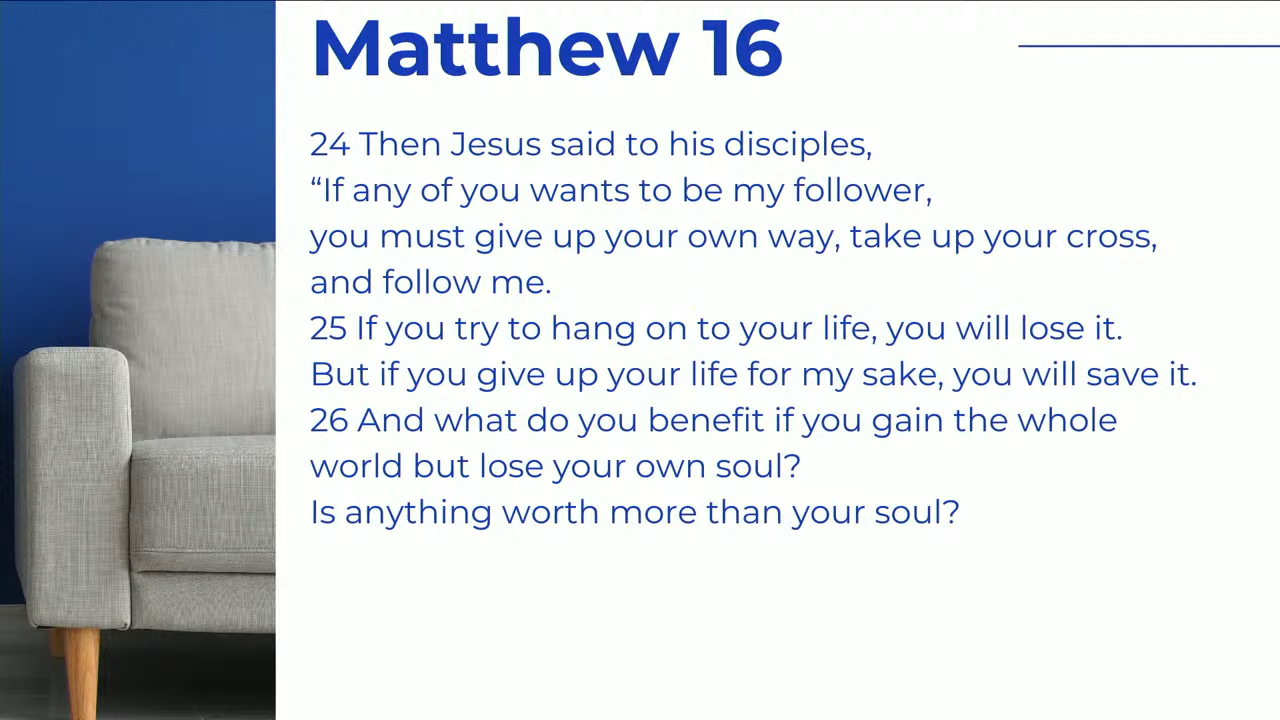 Matthew 16
24 Then Jesus said to his disciples,
“If any of you wants to be my follower,
you must give up your own way, take up your cross,
and follow me.
25 If you try to hang on to your life, you will lose it.
But if you give up your life for my sake, you will save it.
26 And what do you benefit if you gain the whole
world but lose your own soul?
Is anything worth more than your soul?